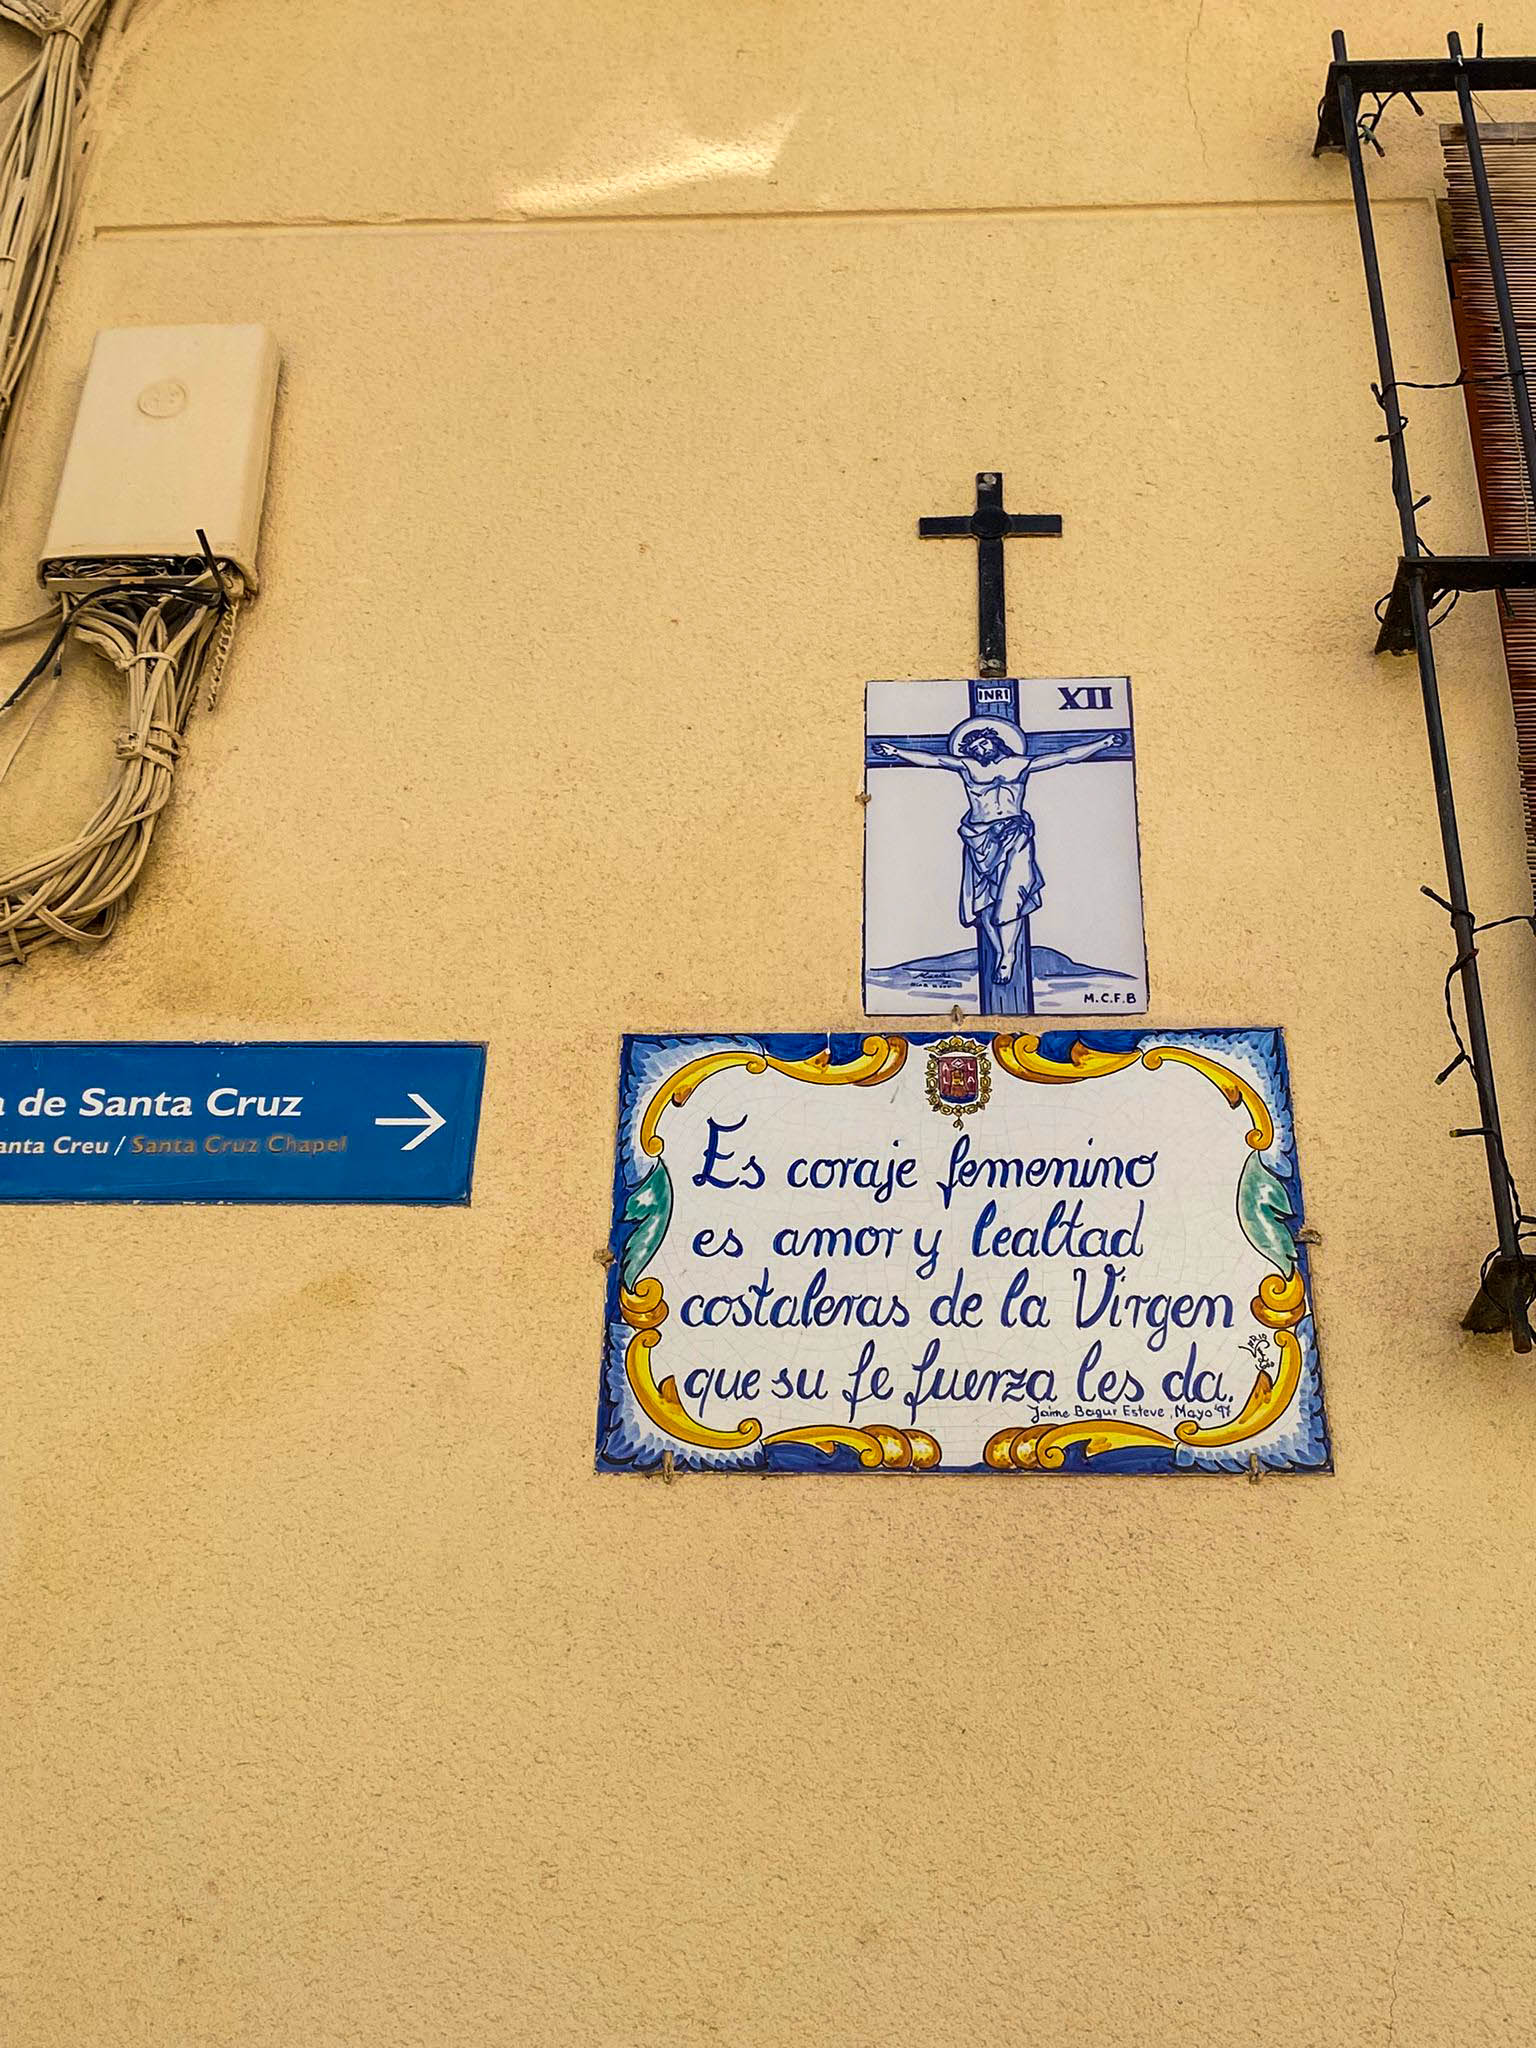 INRI
XII
M.C.F.B
de Santa Cruz
anta Creu / Santa Cruz Chapel
Es coraje femenino
es amor y lealtad
costaleras de la Virgen
que su fe fuerza les da.
Jaime Bagur Esteve, Mayo '97